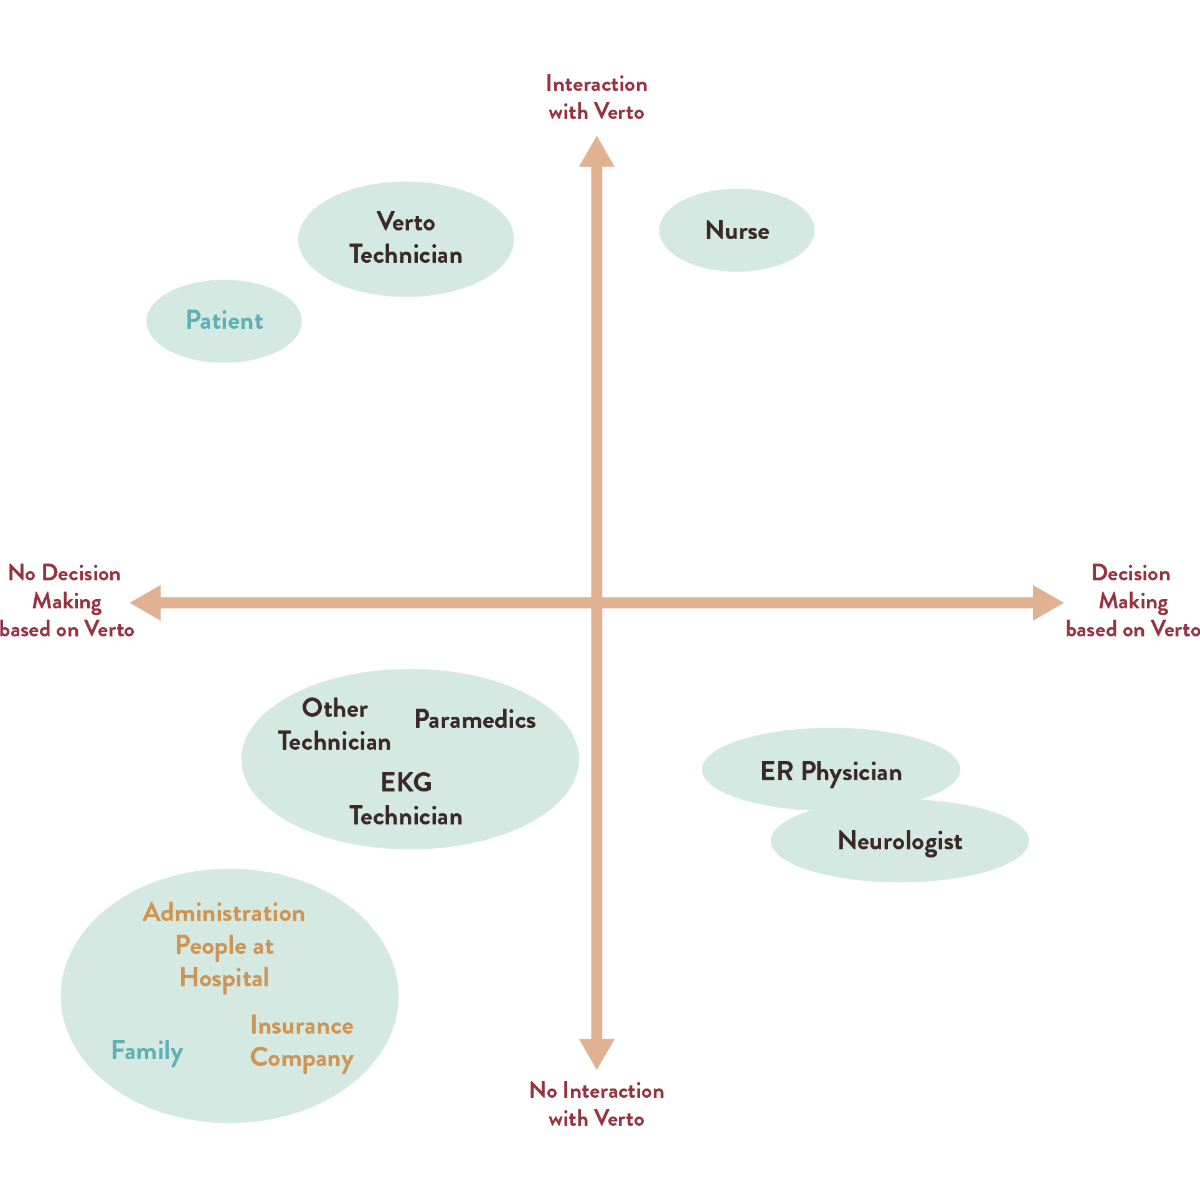 Interaction
with Verto
Verto
Technician
Nurse
Patient
No Decision
Making
based on Verto
Decision
Making
based on Verto
Other
Technician
Paramedics
EKG
Technician
ER Physician
Neurologist
Administration
People at
Hospital
Family
Insurance
Company
No Interaction
with Verto